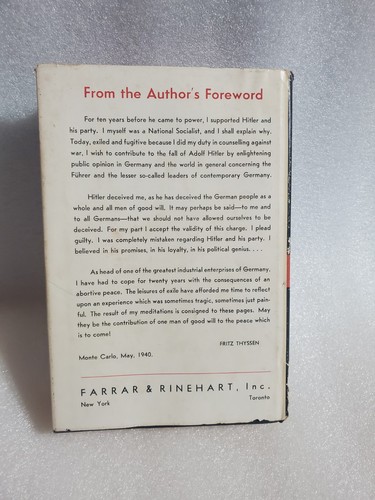 From the Author's Foreword
For ten years before he came to power, I supported Hitler and
his party. I myself was a National Socialist, and I shall explain why.
Today, exiled and fugitive because I did my duty in counselling against
war, I wish to contribute to the fall of Adolf Hitler by enlightening
public opinion in Germany and the world in general concerning the
Führer and the lesser so-called leaders of contemporary Germany.
Hitler deceived me, as he has deceived the German people as a
whole and all men of good will. It may perhaps be said—to me and
to all Germans—that we should not have allowed ourselves to be
deceived. For my part I accept the validity of this charge. I plead
guilty. I was completely mistaken regarding Hitler and his party. I
believed in his promises, in his loyalty, in his political genius. . . .
As head of one of the greatest industrial enterprises of Germany,
I have had to cope for twenty years with the consequences of an
abortive peace. The leisures of exile have afforded me time to reflect
upon an experience which was sometimes tragic, sometimes just pain-
ful. The result of my meditations is consigned to these pages. May
they be the contribution of one man of good will to the peace which
is to come!
FRITZ THYSSEN.
Monte Carlo, May, 1940.
FARRAR & RINEHART, Inc.
New York Toronto